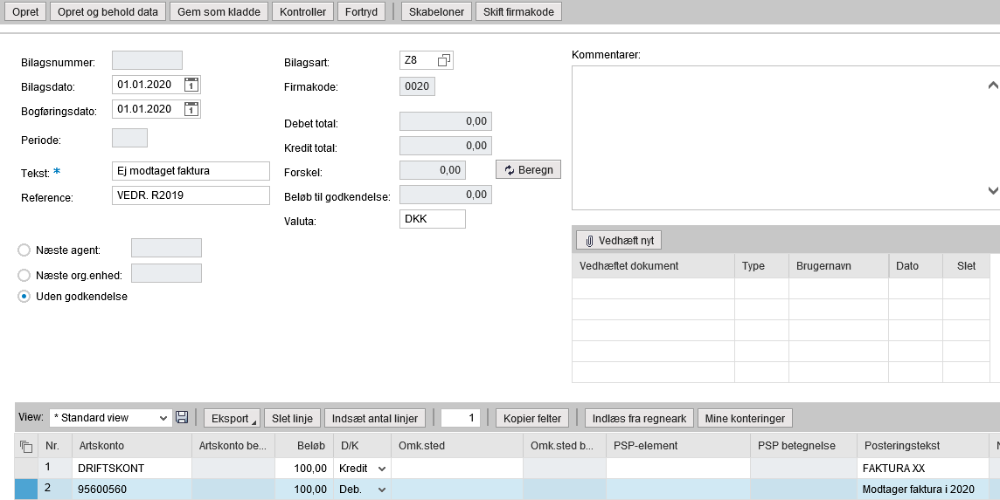 Opret Opret og behold data Gem som kladde Kontroller Fortryd Skabeloner Skift firmakode
Bilagsnummer:
Bilagsdato: 01.01.2020
Bogføringsdato: 01.01.2020
Periode:
Tekst: * Ej modtaget faktura
Reference: VEDR. R2019
Næste agent:
Næste org.enhed:
Uden godkendelse
Bilagsart: Z8
Firmakode: 0020
Debet total: 0,00
Kredit total: 0,00
Forskel: 0,00 Beregn
Beløb til godkendelse: 0,00
Valuta: DKK
Kommentarer:
Vedhæft nyt
Vedhæftet dokument Type Brugernavn Dato Slet
View: * Standard view Eksport Slet linje Indsæt antal linjer 1 Kopier felter Indlæs fra regneark Mine konteringer
Nr. Artskonto Artskonto be... Beløb D/K Omk.sted Omk.sted b... PSP-element PSP betegnelse Posteringstekst
1 DRIFTSKONT 100,00 Kredit FAKTURA XX
2 95600560 100,00 Deb. Modtager faktura i 2020